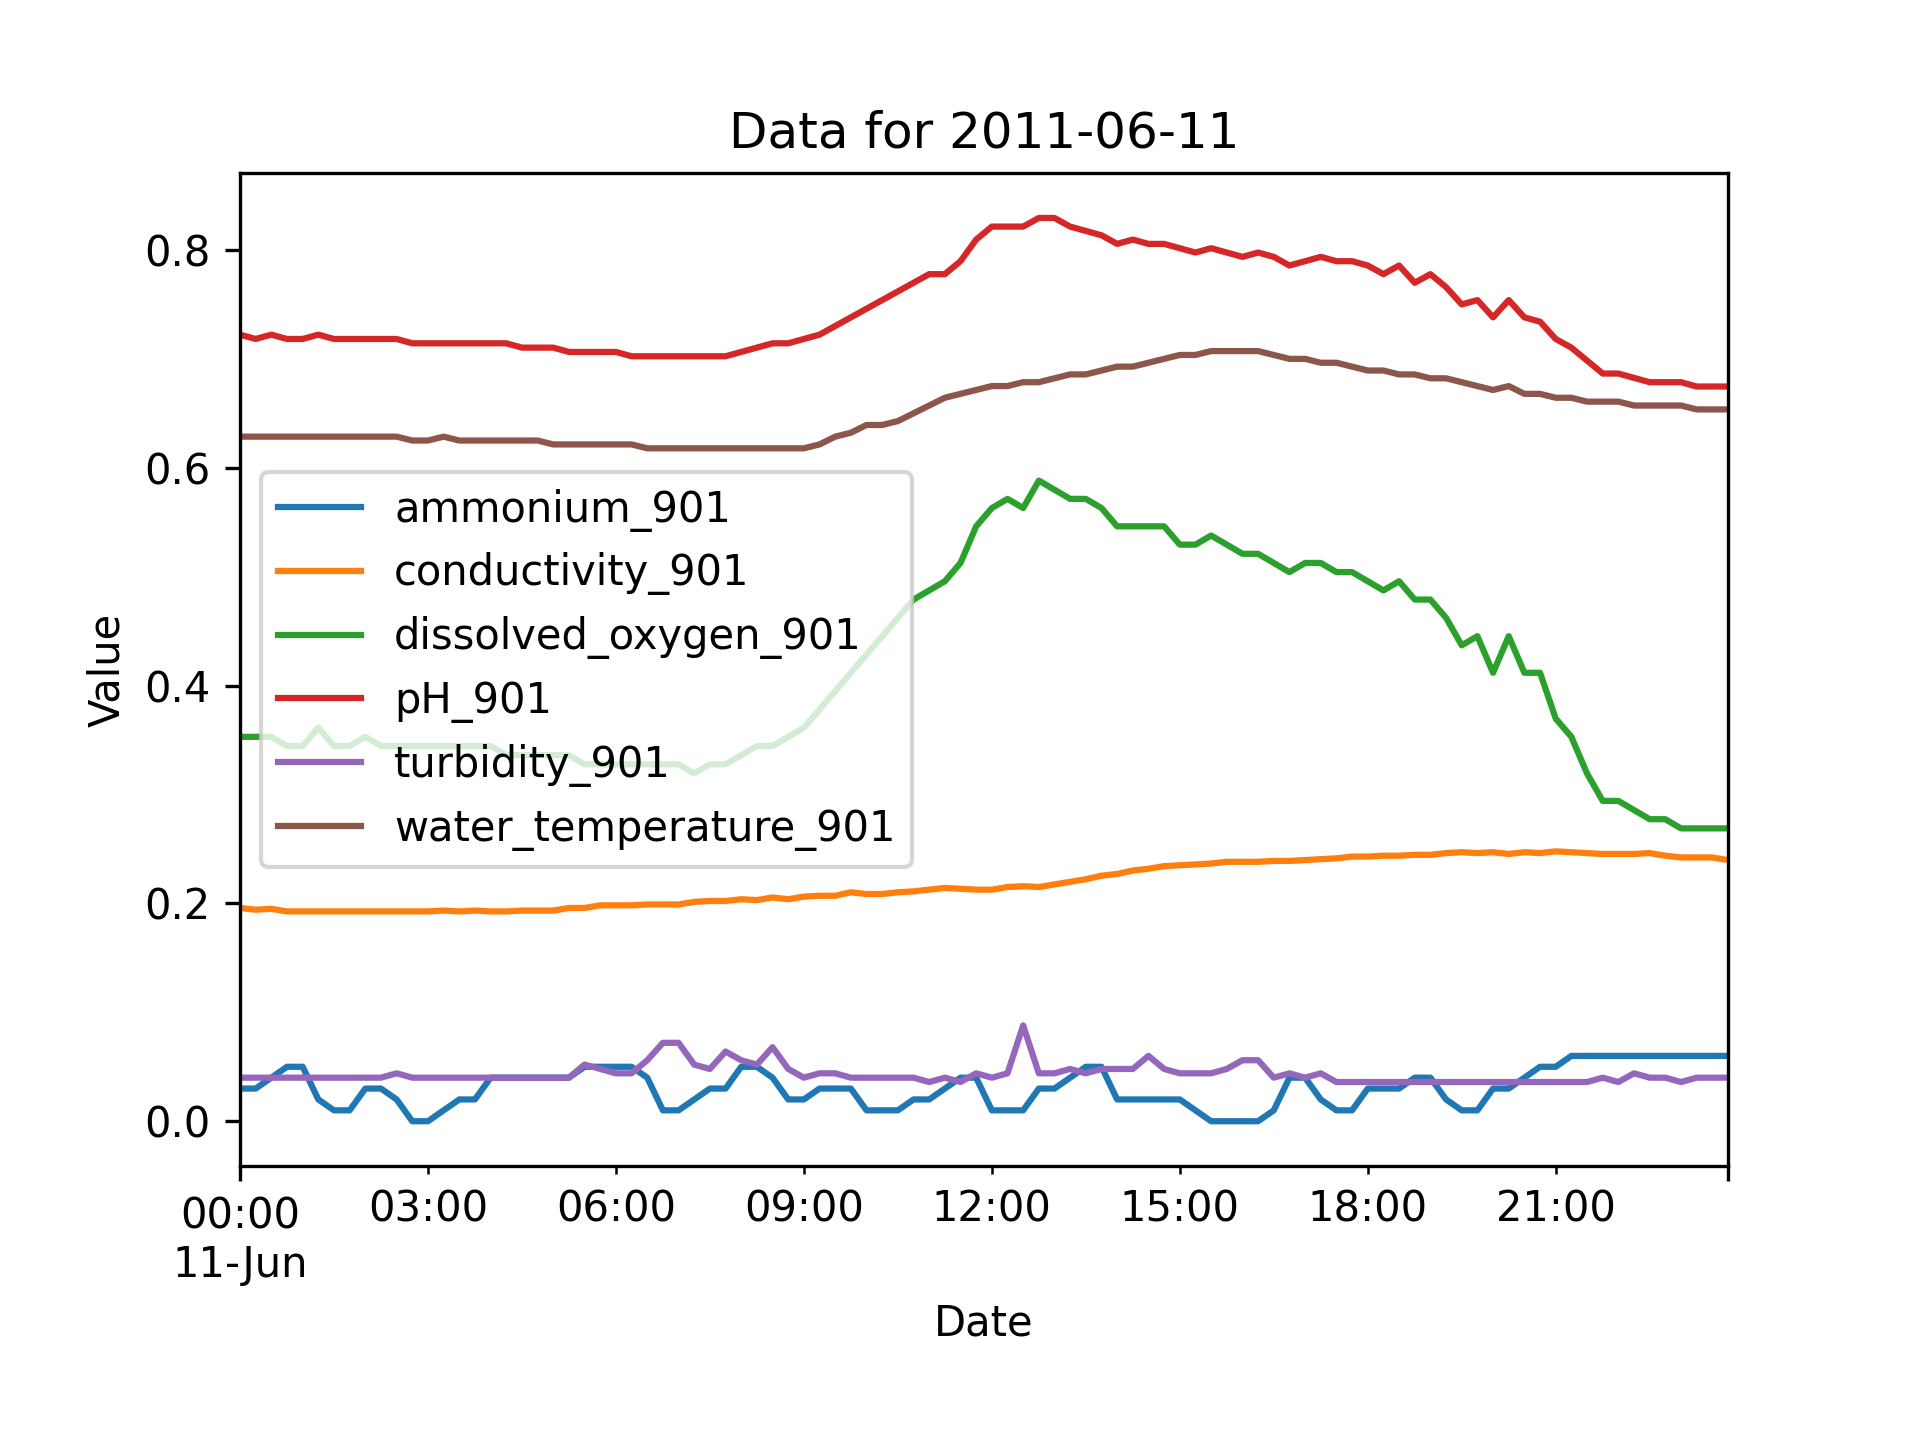 Data for 2011-06-11
Value
0.8
0.6
0.4
0.2
0.0
ammonium_901
conductivity_901
dissolved_oxygen_901
pH_901
turbidity_901
water_temperature_901
00:00 03:00 06:00 09:00 12:00 15:00 18:00 21:00
11-Jun
Date